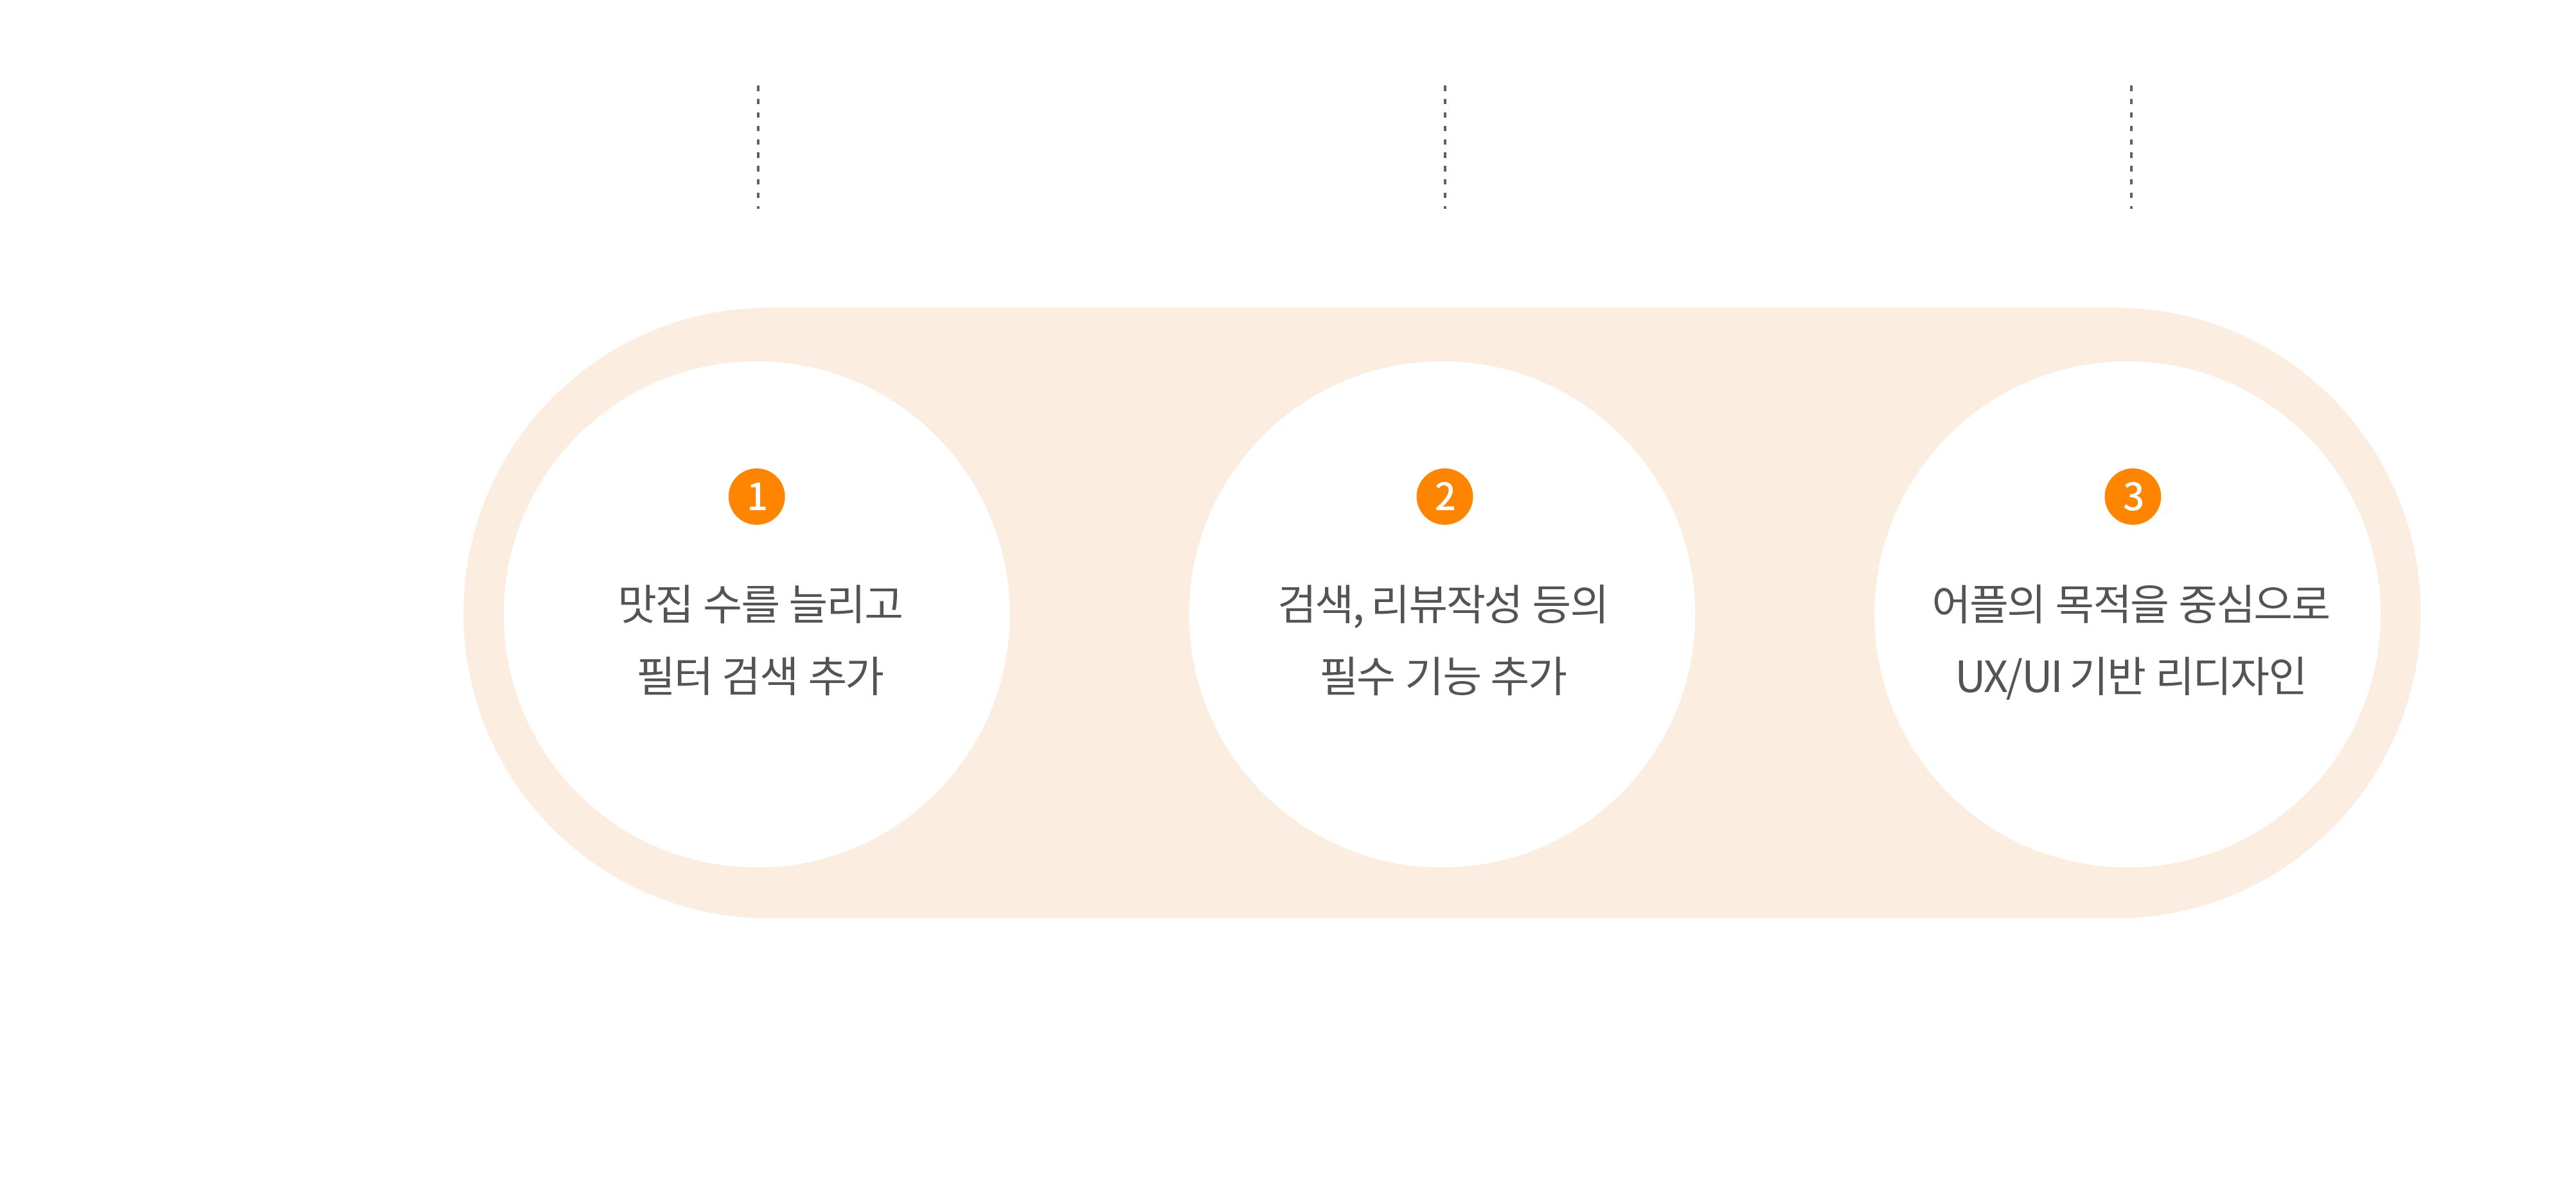 1
맛집 수를 늘리고
필터 검색 추가
2
검색, 리뷰작성 등의
필수 기능 추가
3
어플의 목적을 중심으로
UX/UI 기반 리디자인